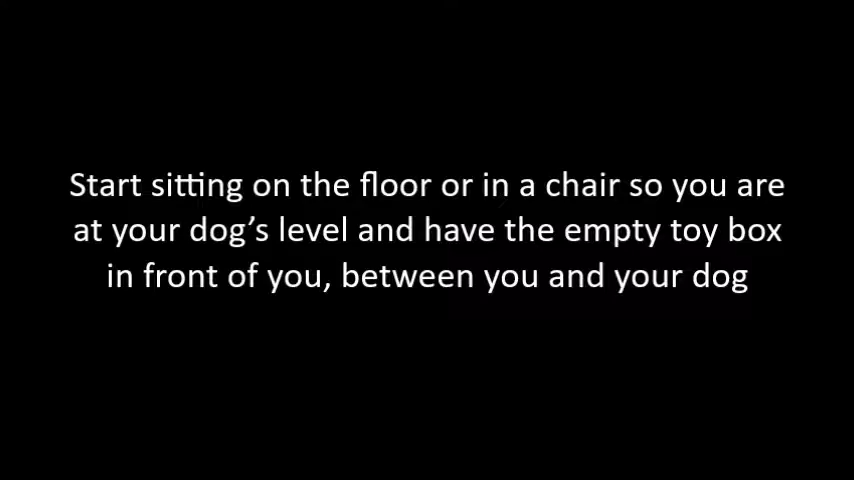 Start sitting on the floor or in a chair so you are
at your dog’s level and have the empty toy box
in front of you, between you and your dog